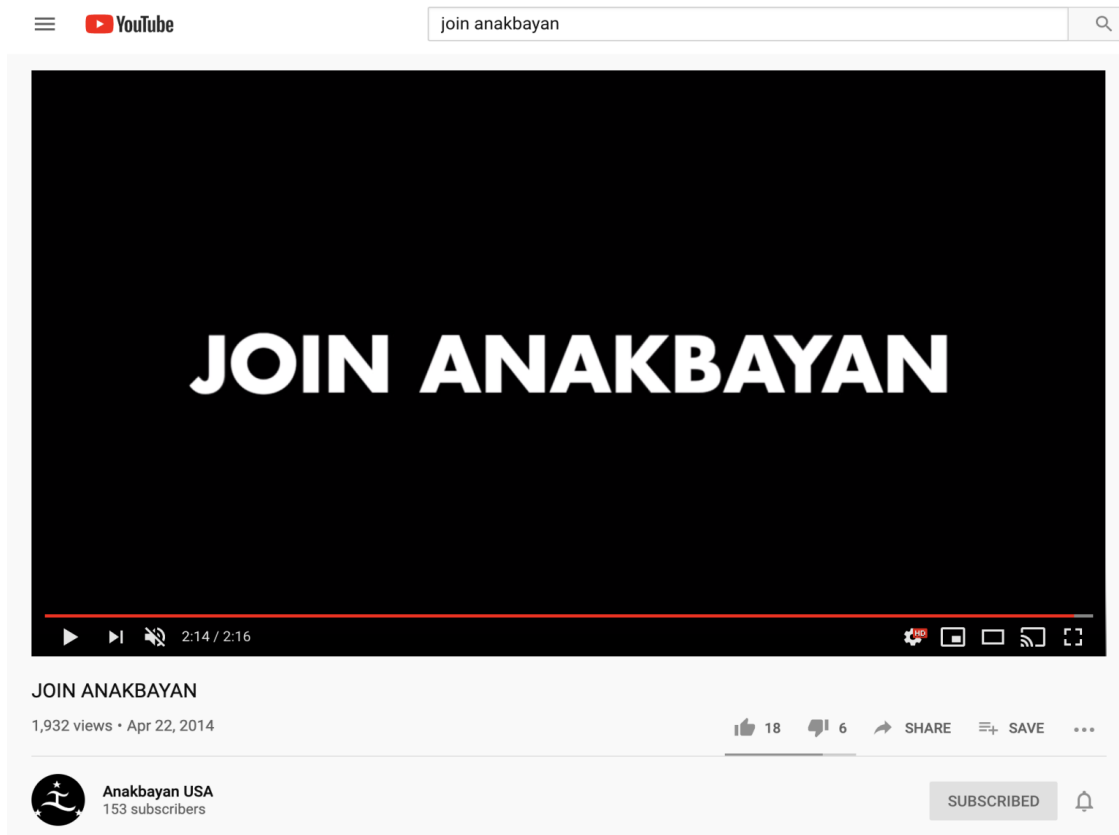 YouTube
join anakbayan
JOIN ANAKBAYAN
2:14 / 2:16
HD
JOIN ANAKBAYAN
1,932 views • Apr 22, 2014
18 6 SHARE SAVE
Anakbayan USA
153 subscribers
SUBSCRIBED